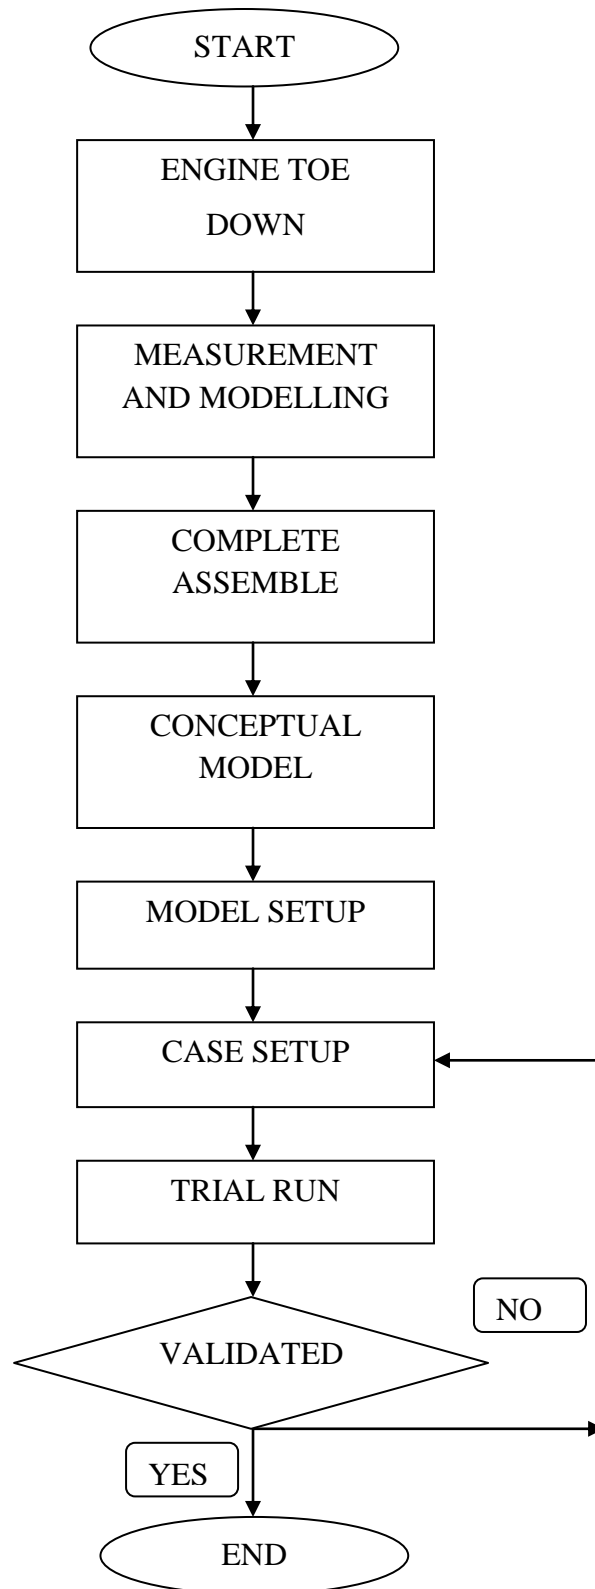 START
ENGINE TOE
DOWN
MEASUREMENT
AND MODELLING
COMPLETE
ASSEMBLE
CONCEPTUAL
MODEL
MODEL SETUP
CASE SETUP
TRIAL RUN
NO
VALIDATED
YES
END